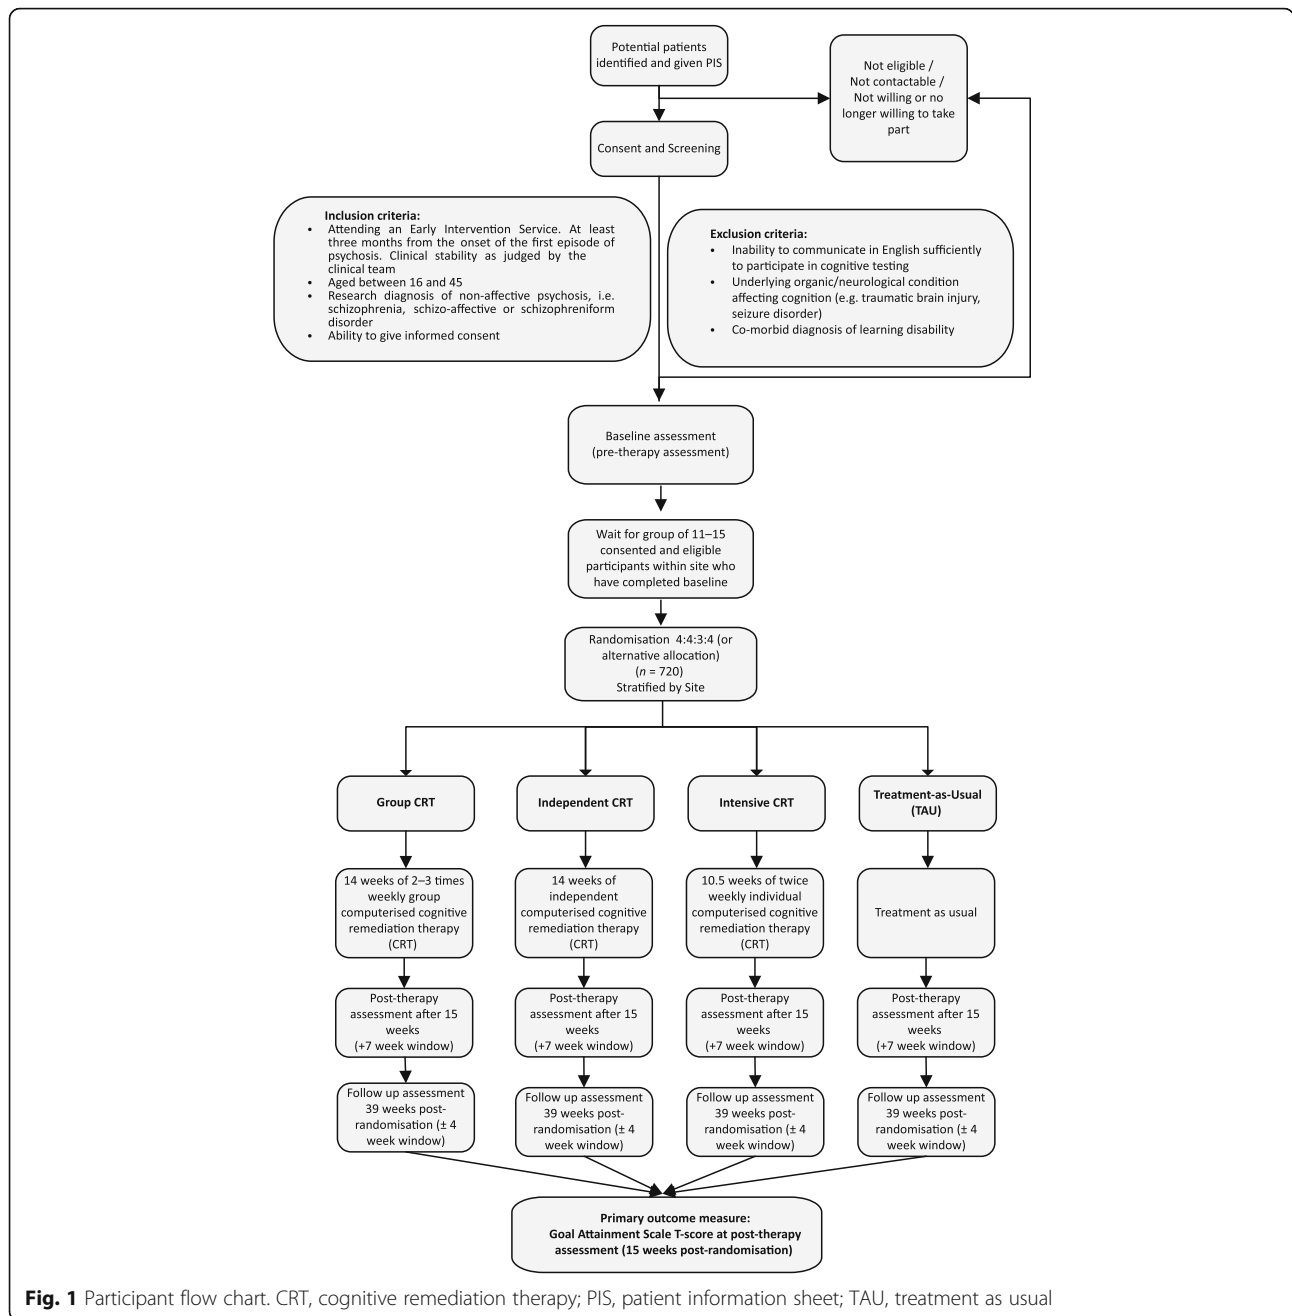 Potential patients
identified and given PIS
Not eligible /
Not contactable /
Not willing or no
longer willing to take
part
Consent and Screening
Inclusion criteria:
• Attending an Early Intervention Service. At least
three months from the onset of the first episode of
psychosis. Clinical stability as judged by the
clinical team
• Aged between 16 and 45
• Research diagnosis of non-affective psychosis, i.e.
schizophrenia, schizo-affective or schizophreniform
disorder
• Ability to give informed consent
Exclusion criteria:
• Inability to communicate in English sufficiently
to participate in cognitive testing
• Underlying organic/neurological condition
affecting cognition (e.g. traumatic brain injury,
seizure disorder)
• Co-morbid diagnosis of learning disability
Baseline assessment
(pre-therapy assessment)
Wait for group of 11–15
consented and eligible
participants within site who
have completed baseline
Randomisation 4:4:3:4 (or
alternative allocation)
(n = 720)
Stratified by Site
Group CRT
Independent CRT
Intensive CRT
Treatment-as-Usual
(TAU)
14 weeks of 2–3 times
weekly group
computerised cognitive
remediation therapy
(CRT)
14 weeks of
independent
computerised cognitive
remediation therapy
(CRT)
10.5 weeks of twice
weekly individual
computerised cognitive
remediation therapy
(CRT)
Treatment as usual
Post-therapy
assessment after 15
weeks
(+7 week window)
Post-therapy
assessment after 15
weeks
(+7 week window)
Post-therapy
assessment after 15
weeks
(+7 week window)
Post-therapy
assessment after 15
weeks
(+7 week window)
Follow up assessment
39 weeks post-
randomisation (± 4
week window)
Follow up assessment
39 weeks post-
randomisation (± 4
week window)
Follow up assessment
39 weeks post-
randomisation (± 4
week window)
Follow up assessment
39 weeks post-
randomisation (± 4
week window)
Primary outcome measure:
Goal Attainment Scale T-score at post-therapy
assessment (15 weeks post-randomisation)
Fig. 1 Participant flow chart. CRT, cognitive remediation therapy; PIS, patient information sheet; TAU, treatment as usual